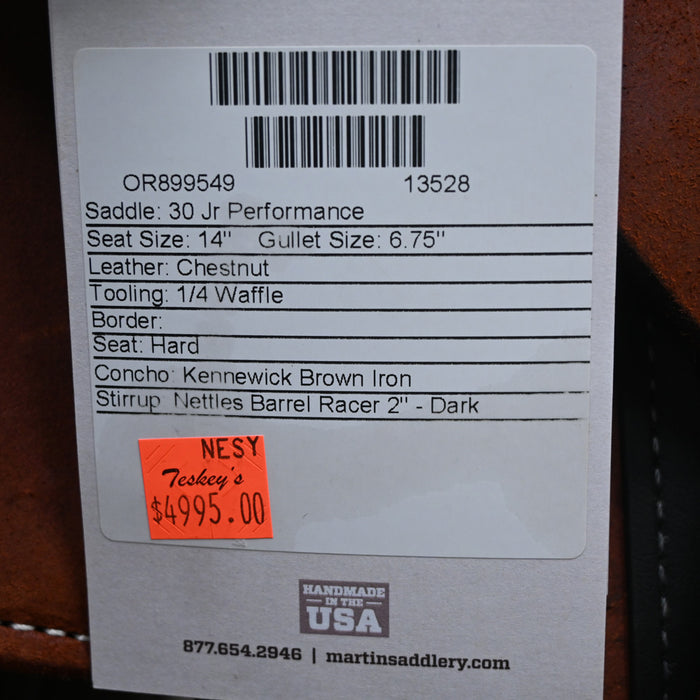 OR899549 13528
Saddle: 30 Jr Performance
Seat Size: 14" Gullet Size: 6.75"
Leather: Chestnut
Tooling: 1/4 Waffle
Border:
Seat: Hard
Concho: Kennewick Brown Iron
Stirrup: Nettles Barrel Racer 2" - Dark
NESY
Teskey's
$4995.00
HANDMADE
IN THE
USA
877.654.2946 | martinsaddlery.com